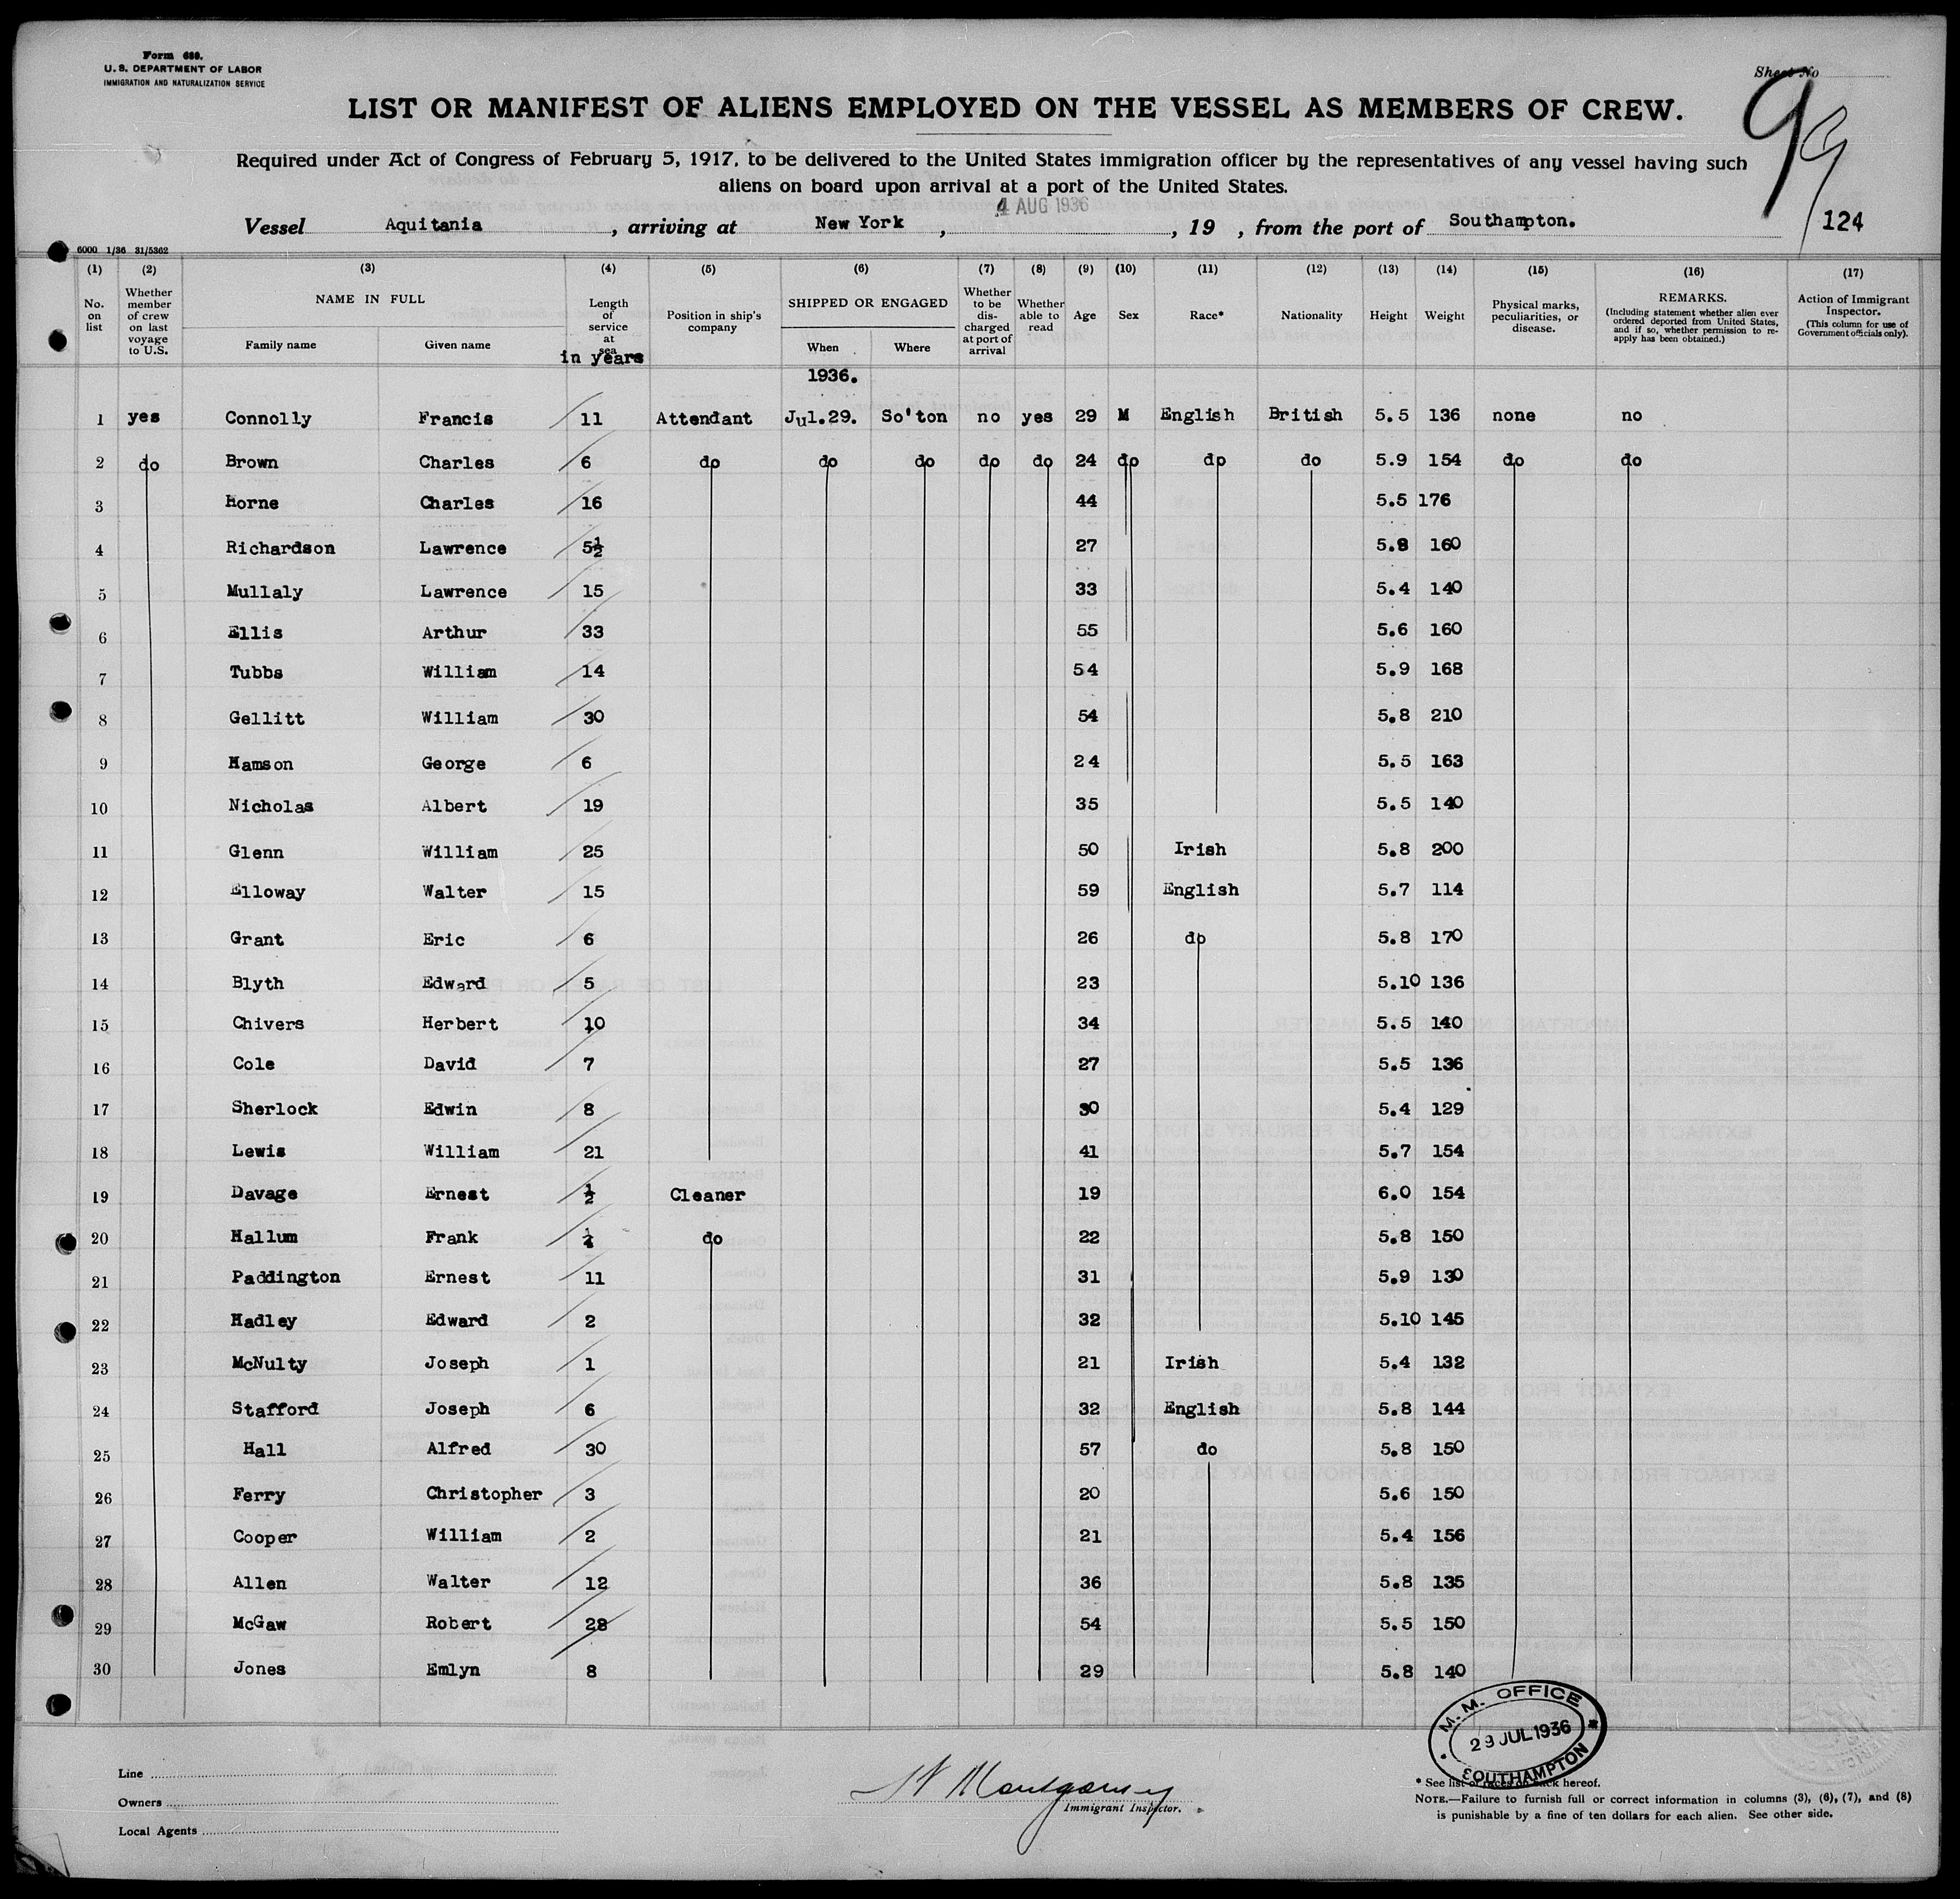 Form 689.
U. S. DEPARTMENT OF LABOR
IMMIGRATION AND NATURALIZATION SERVICE
Sheet No
99
LIST OR MANIFEST OF ALIENS EMPLOYED ON THE VESSEL AS MEMBERS OF CREW.
Required under Act of Congress of February 5, 1917, to be delivered to the United States immigration officer by the representatives of any vessel having such
aliens on board upon arrival at a port of the United States.
Vessel Aquitania, arriving at New York, 4 AUG 1936, 19 , from the port of Southampton. 124
6000 1/36 31/5362
(1) (2) (3) (4) (5) (6) (7) (8) (9) (10) (11) (12) (13) (14) (15) (16) (17)
No. on list Whether member of crew on last voyage to U.S. NAME IN FULL Family name Given name Length of service at sea in years Position in ship's company SHIPPED OR ENGAGED When Where Whether to be discharged at port of arrival Whether able to read Age Sex Race* Nationality Height Weight Physical marks, peculiarities, or disease. REMARKS. (Including statement whether alien ever ordered deported from United States, and if so, whether permission to re-apply has been obtained.) Action of Immigrant Inspector. (This column for use of Government officials only).
1936.
1 yes Connolly Francis 11 Attendant Jul.29. So'ton no yes 29 M English British 5.5 136 none no
2 do Brown Charles 6 do do do do do 24 do do do 5.9 154 do do
3 Horne Charles 16 44 5.5 176
4 Richardson Lawrence 5½ 27 5.8 160
5 Mullaly Lawrence 15 33 5.4 140
6 Ellis Arthur 33 55 5.6 160
7 Tubbs William 14 54 5.9 168
8 Gellitt William 30 54 5.8 210
9 Hamson George 6 24 5.5 163
10 Nicholas Albert 19 35 5.5 140
11 Glenn William 25 50 Irish 5.8 200
12 Elloway Walter 15 59 English 5.7 114
13 Grant Eric 6 26 do 5.8 170
14 Blyth Edward 5 23 5.10 136
15 Chivers Herbert 10 34 5.5 140
16 Cole David 7 27 5.5 136
17 Sherlock Edwin 8 30 5.4 129
18 Lewis William 21 41 5.7 154
19 Davage Ernest ½ Cleaner 19 6.0 154
20 Hallum Frank ¼ do 22 5.8 150
21 Paddington Ernest 11 31 5.9 130
22 Hadley Edward 2 32 5.10 145
23 McNulty Joseph 1 21 Irish 5.4 132
24 Stafford Joseph 6 32 English 5.8 144
25 Hall Alfred 30 57 do 5.8 150
26 Ferry Christopher 3 20 5.6 150
27 Cooper William 2 21 5.4 156
28 Allen Walter 12 36 5.8 135
29 McGaw Robert 28 54 5.5 150
30 Jones Emlyn 8 29 5.8 140
M. M. OFFICE
29 JUL 1936
SOUTHAMPTON
Line
Owners
Local Agents
Montgomery
Immigrant Inspector.
* See list of races on back hereof.
NOTE.—Failure to furnish full or correct information in columns (3), (6), (7), and (8)
is punishable by a fine of ten dollars for each alien. See other side.